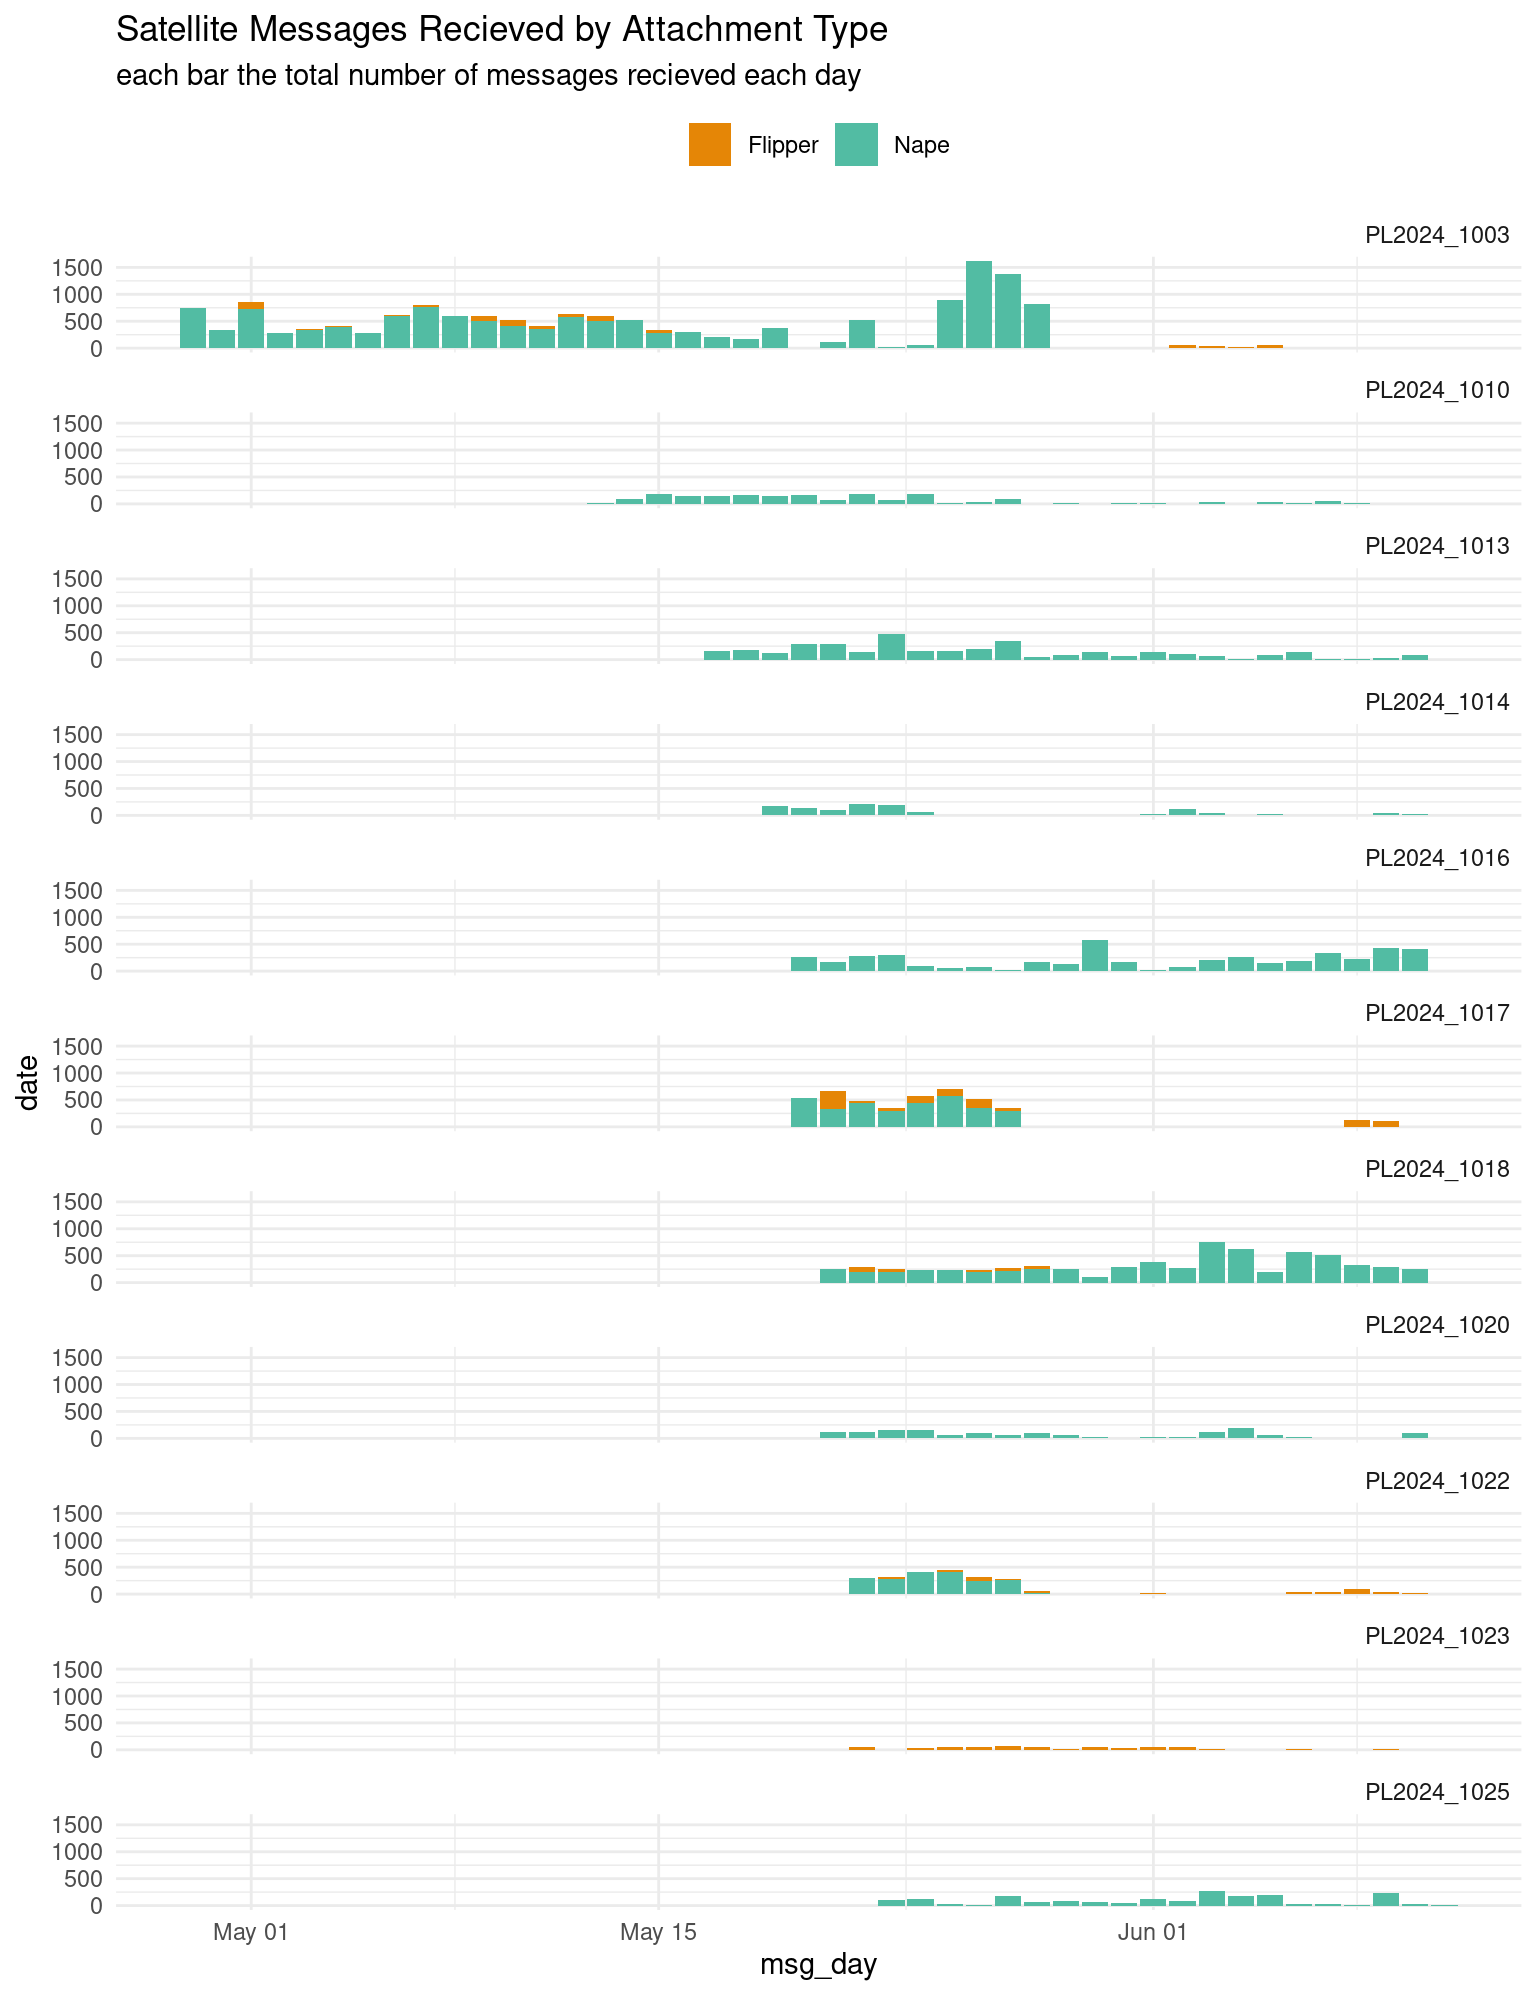 Satellite Messages Recieved by Attachment Type
each bar the total number of messages recieved each day
Flipper
Nape
PL2024_1003
1500
1000
500
0
PL2024_1010
1500
1000
500
0
PL2024_1013
1500
1000
500
0
PL2024_1014
1500
1000
500
0
PL2024_1016
1500
1000
500
0
PL2024_1017
1500
1000
500
0
date
PL2024_1018
1500
1000
500
0
PL2024_1020
1500
1000
500
0
PL2024_1022
1500
1000
500
0
PL2024_1023
1500
1000
500
0
PL2024_1025
1500
1000
500
0
May 01
May 15
Jun 01
msg_day